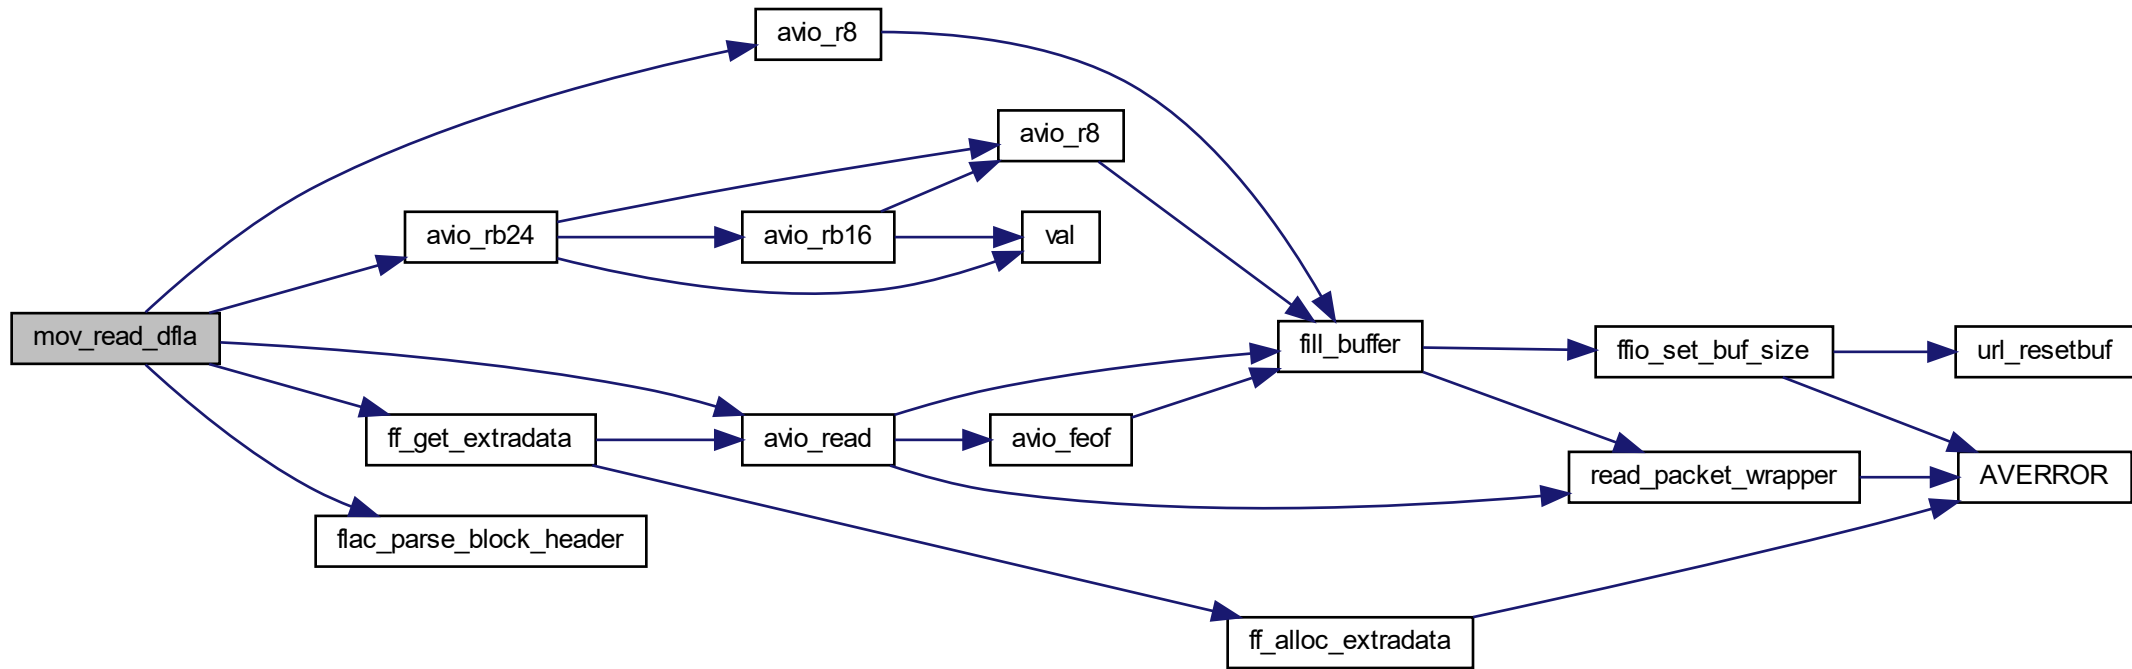 avio_r8
avio_r8
avio_rb24
avio_rb16
val
mov_read_dfla
fill_buffer
ffio_set_buf_size
url_resetbuf
ff_get_extradata
avio_read
avio_feof
read_packet_wrapper
AVERROR
flac_parse_block_header
ff_alloc_extradata